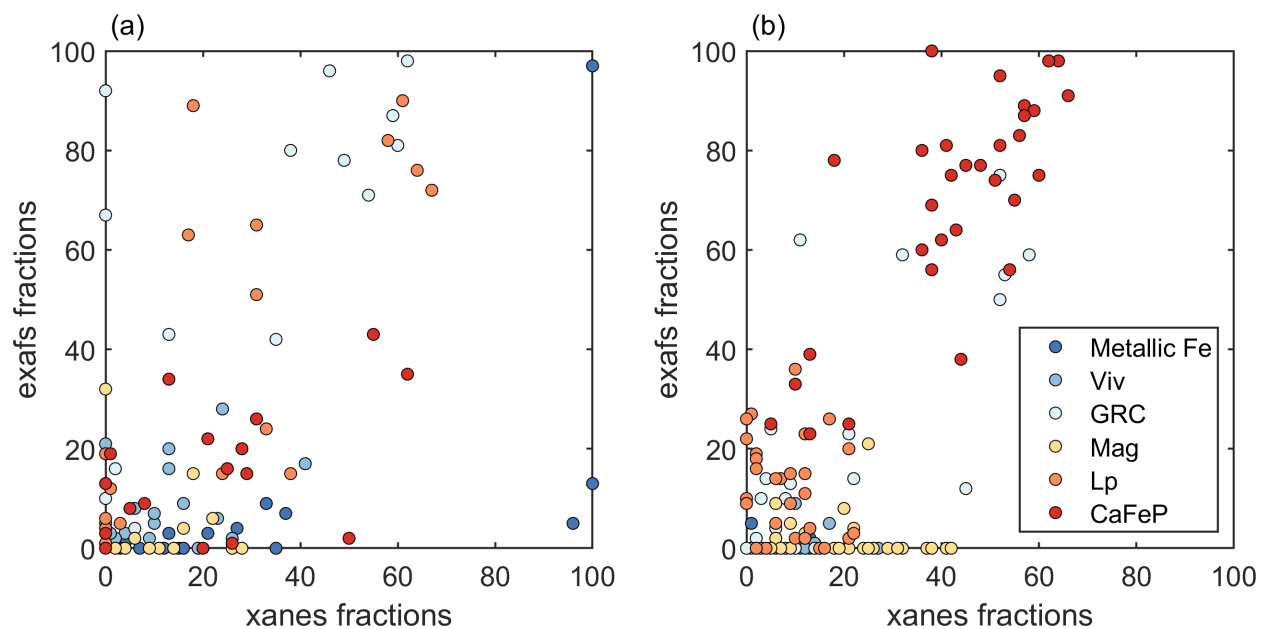 (a)
100
80
60
40
20
0
exafs fractions
0 20 40 60 80 100
xanes fractions
(b)
100
80
60
40
20
0
exafs fractions
0 20 40 60 80 100
xanes fractions
Metallic Fe
Viv
GRC
Mag
Lp
CaFeP